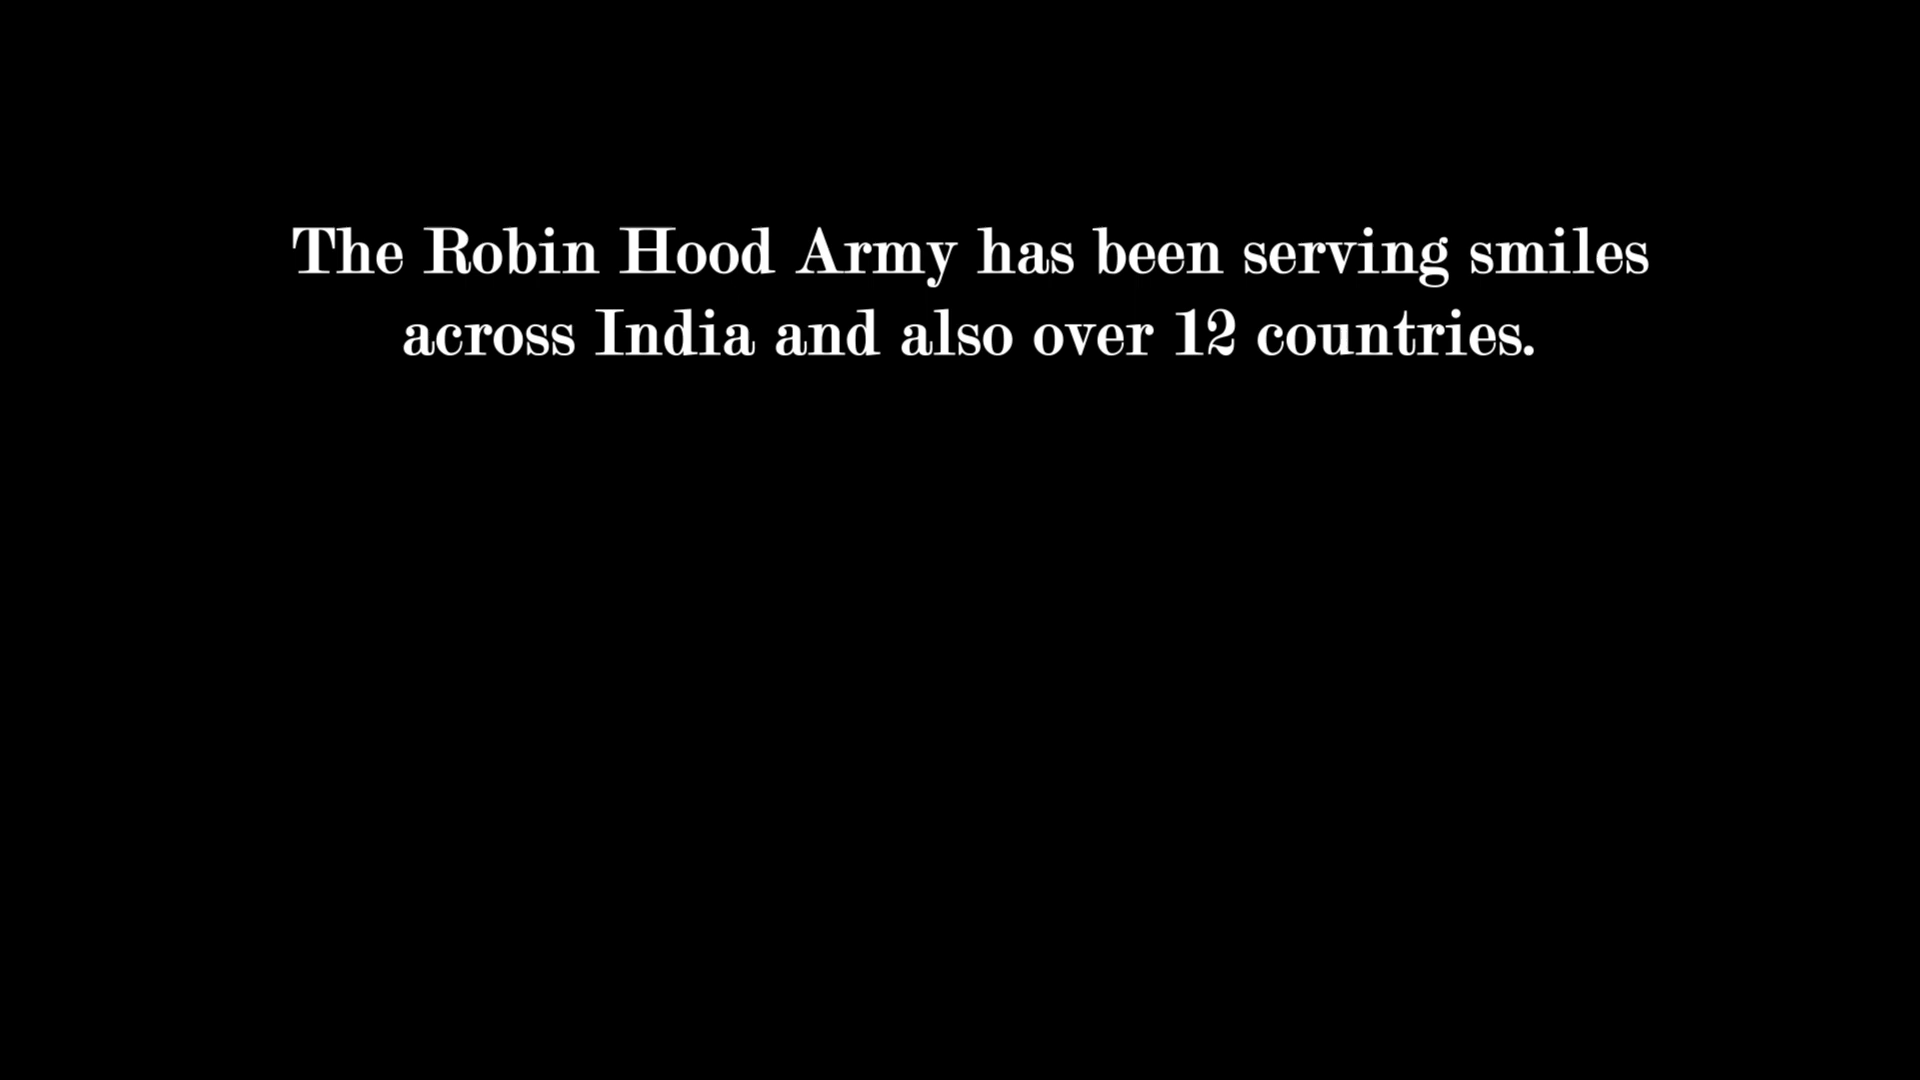 The Robin Hood Army has been serving smiles
across India and also over 12 countries.